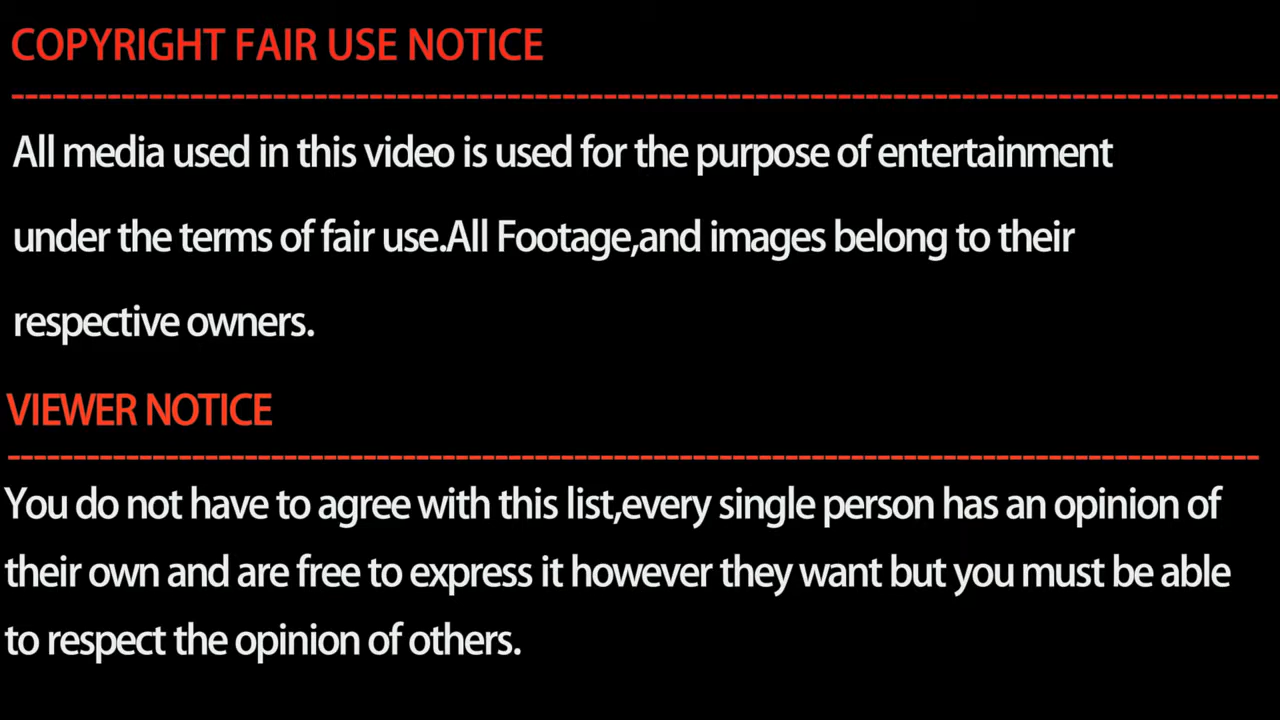 COPYRIGHT FAIR USE NOTICE
All media used in this video is used for the purpose of entertainment
under the terms of fair use.All Footage,and images belong to their
respective owners.
VIEWER NOTICE
You do not have to agree with this list,every single person has an opinion of
their own and are free to express it however they want but you must be able
to respect the opinion of others.